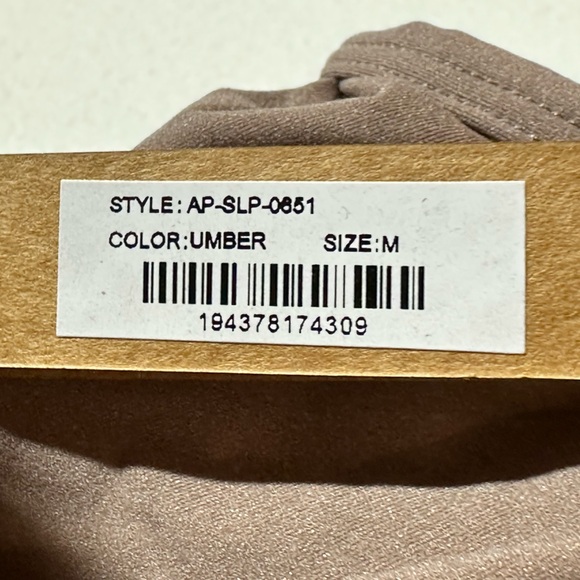 STYLE: AP-SLP-0651
COLOR:UMBER SIZE:M
194378174309